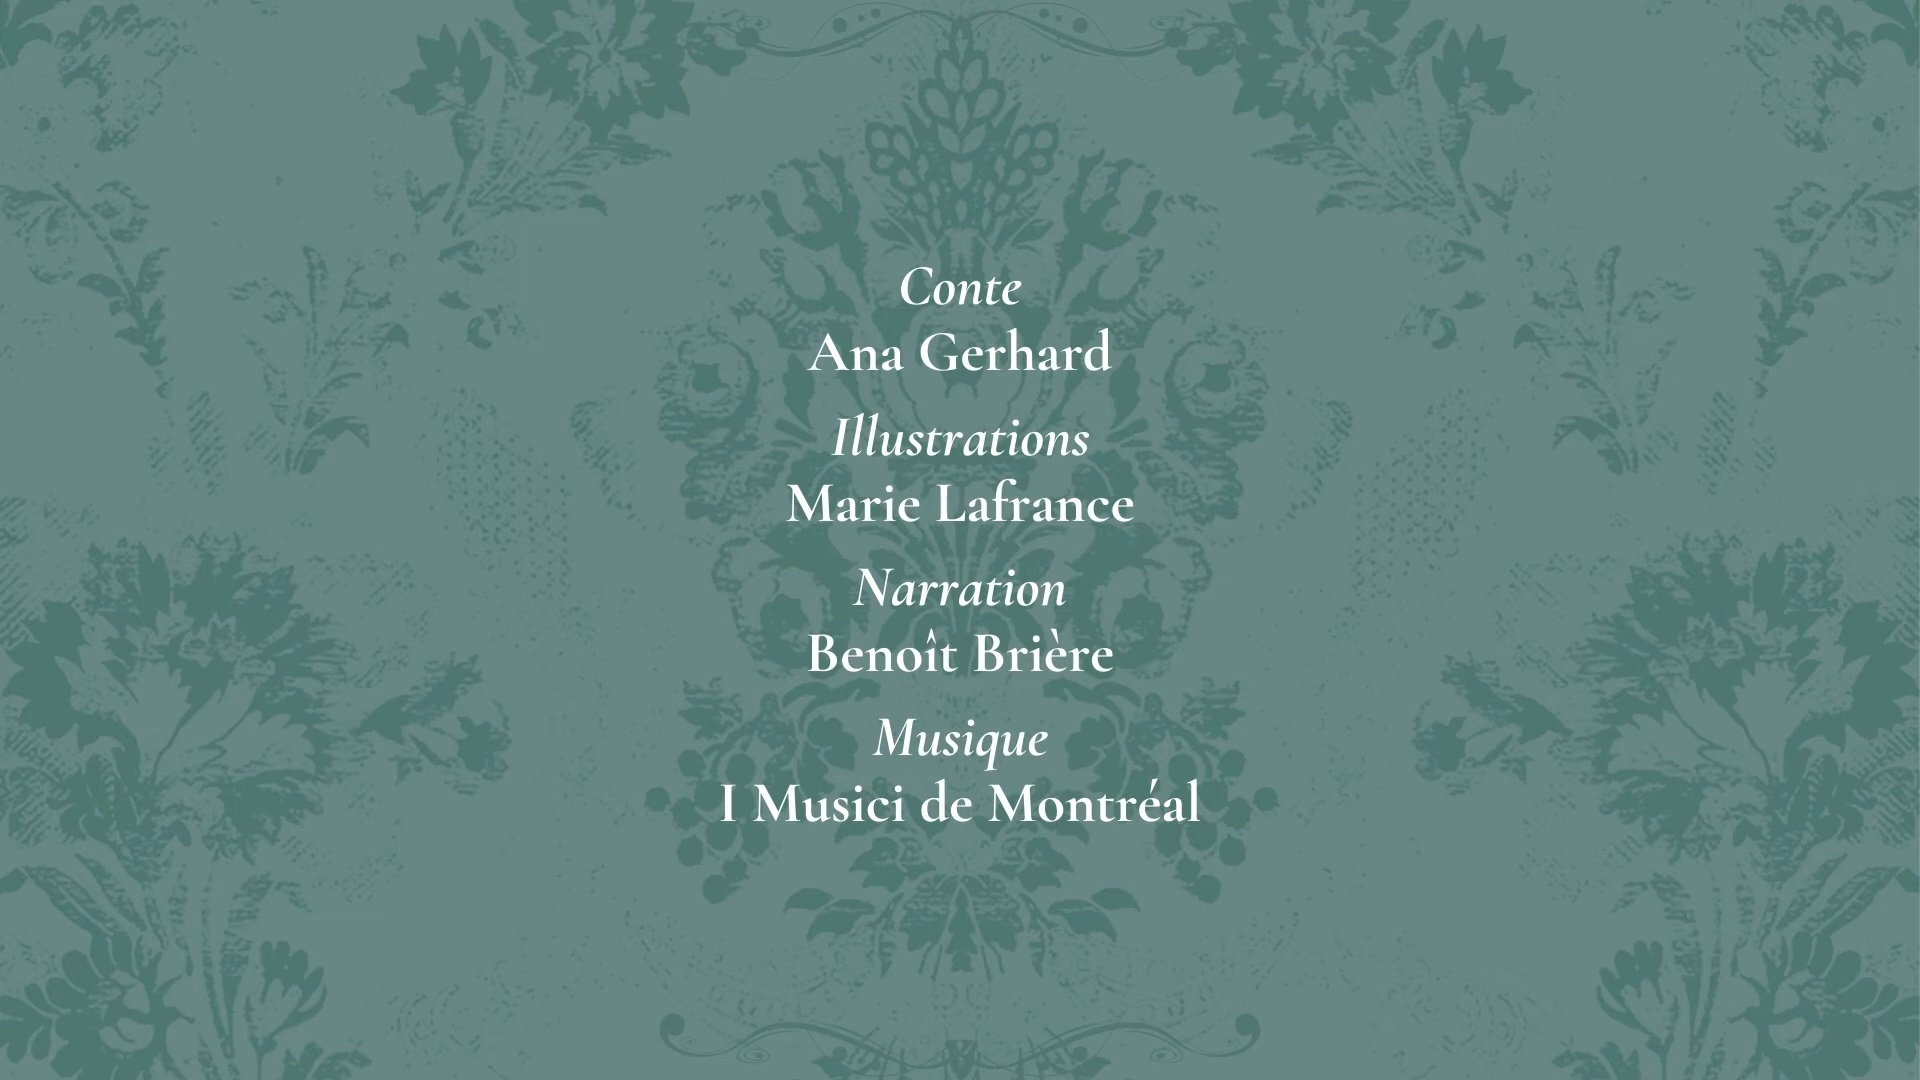 Conte
Ana Gerhard
Illustrations
Marie Lafrance
Narration
Benoît Brière
Musique
I Musici de Montréal